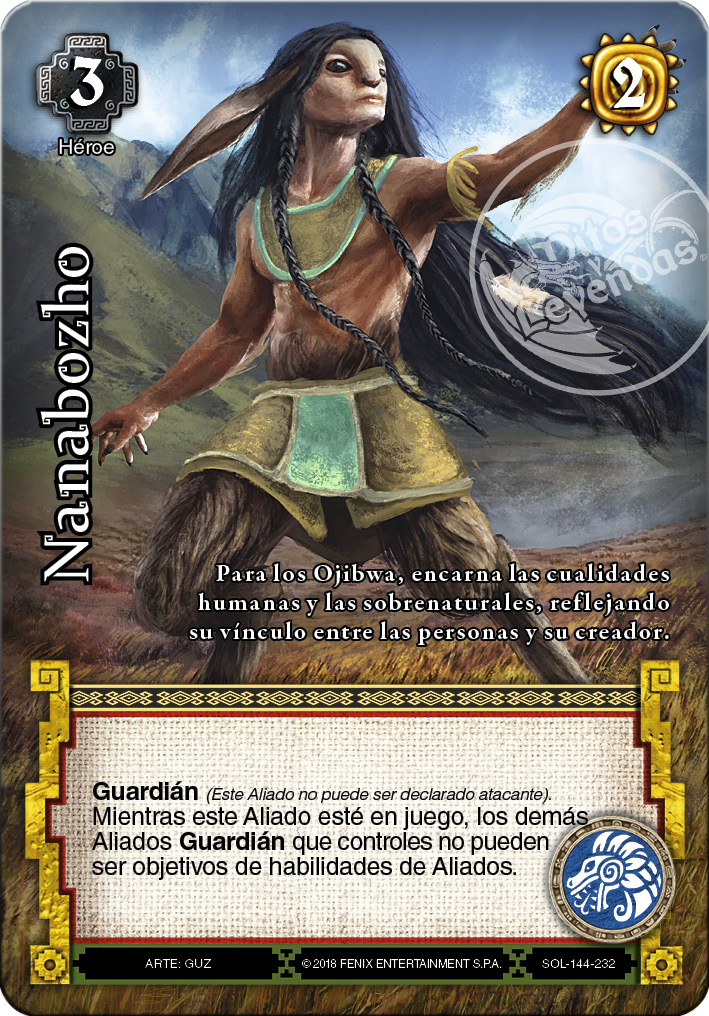 3
Héroe
2
Mitos
y
Leyendas
Nanabozho
Para los Ojibwa, encarna las cualidades
humanas y las sobrenaturales, reflejando
su vínculo entre las personas y su creador.
Guardián (Este Aliado no puede ser declarado atacante).
Mientras este Aliado esté en juego, los demás
Aliados Guardián que controles no pueden
ser objetivos de habilidades de Aliados.
ARTE: GUZ
©2018 FENIX ENTERTAINMENT S.P.A.
SOL-144-232